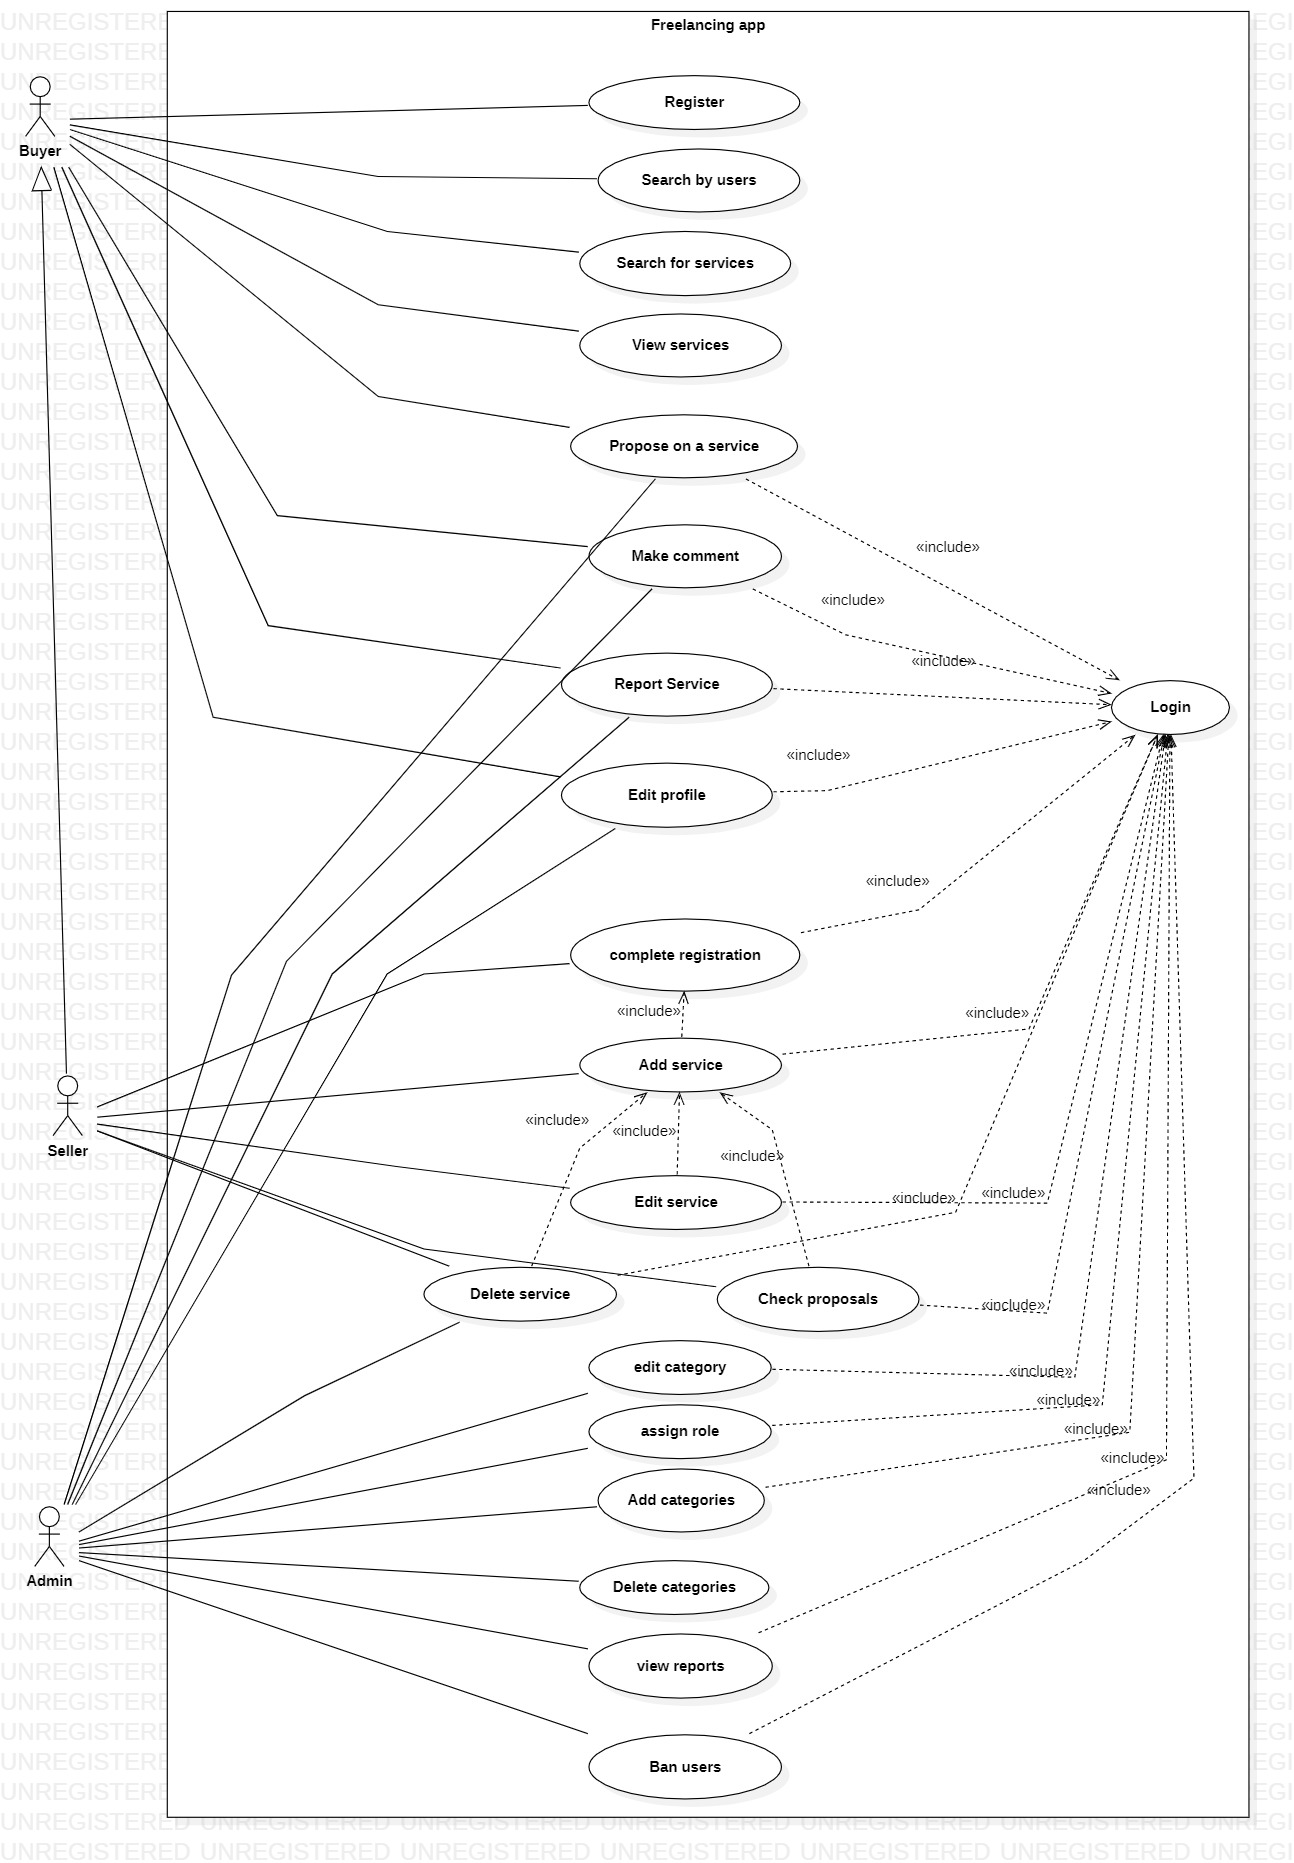 Freelancing app
Register
Buyer
Search by users
Search for services
View services
Propose on a service
«include»
Make comment
«include»
«include»
Report Service
Login
«include»
Edit profile
«include»
complete registration
«include»
«include»
Add service
«include»
«include»
Seller
«include»
Edit service
«include»
«include»
Delete service
Check proposals
«include»
edit category
«include»
«include»
assign role
«include»
«include»
«include»
Add categories
Admin
Delete categories
view reports
Ban users
UNREGISTERED UNREGISTERED UNREGISTERED UNREGISTERED UNREGISTERED UNREGISTERED UNREGI